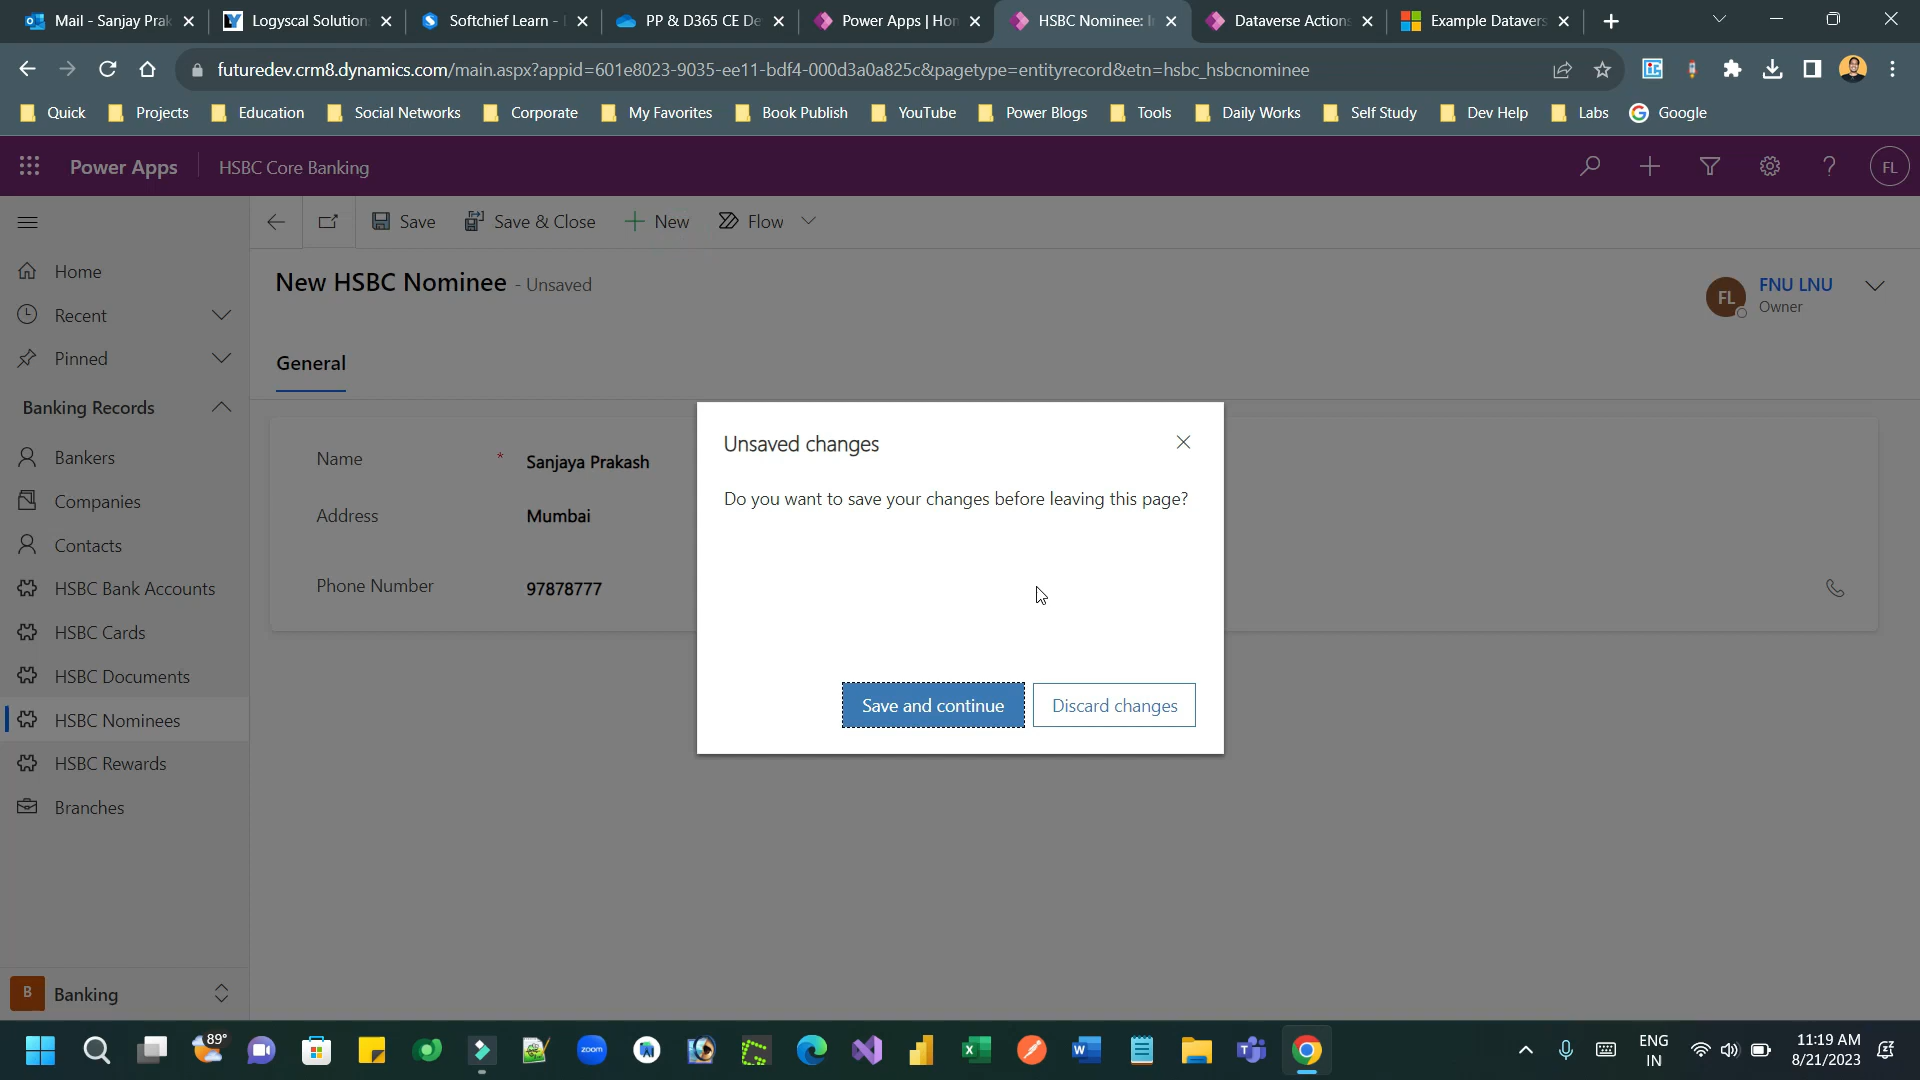 Mail - Sanjay Prak
Logyscal Solution
Softchief Learn -
PP & D365 CE De
Power Apps | Hor
HSBC Nominee: I
Dataverse Actions
Example Datavers
futuredev.crm8.dynamics.com/main.aspx?appid=601e8023-9035-ee11-bdf4-000d3a0a825c&pagetype=entityrecord&etn=hsbc_hsbcnominee
Quick
Projects
Education
Social Networks
Corporate
My Favorites
Book Publish
YouTube
Power Blogs
Tools
Daily Works
Self Study
Dev Help
Labs
Google
Power Apps
HSBC Core Banking
FL
Save
Save & Close
New
Flow
Home
Recent
Pinned
Banking Records
Bankers
Companies
Contacts
HSBC Bank Accounts
HSBC Cards
HSBC Documents
HSBC Nominees
HSBC Rewards
Branches
B
Banking
New HSBC Nominee - Unsaved
FL
FNU LNU
Owner
General
Name * Sanjaya Prakash
Address Mumbai
Phone Number 97878777
Unsaved changes
Do you want to save your changes before leaving this page?
Save and continue
Discard changes
89°
zoom
ENG
IN
11:19 AM
8/21/2023